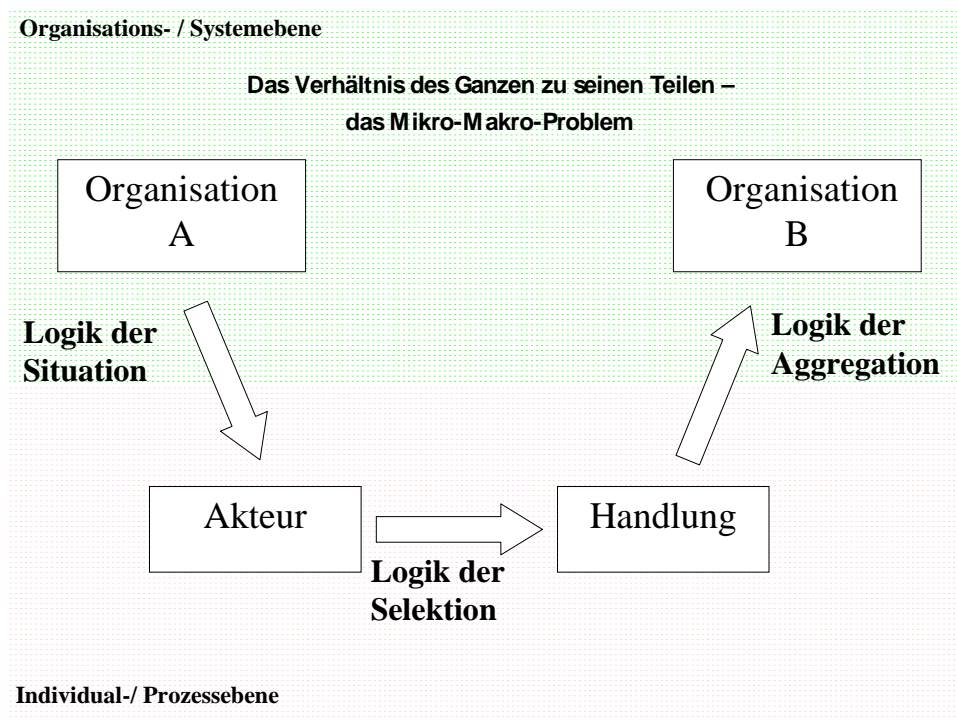 Organisations- / Systemebene
Das Verhältnis des Ganzen zu seinen Teilen –
das Mikro-Makro-Problem
Organisation
A
Organisation
B
Logik der
Situation
Logik der
Aggregation
Akteur
Handlung
Logik der
Selektion
Individual-/ Prozessebene